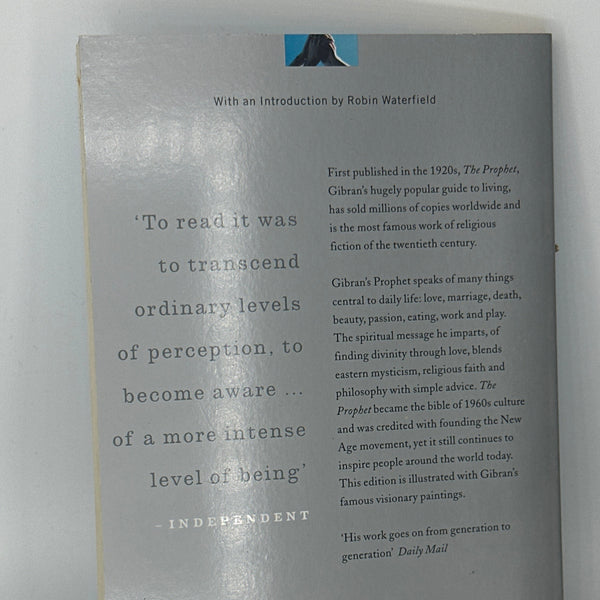 With an Introduction by Robin Waterfield
‘To read it was
to transcend
ordinary levels
of perception, to
become aware ...
of a more intense
level of being’
– INDEPENDENT
First published in the 1920s, The Prophet,
Gibran's hugely popular guide to living,
has sold millions of copies worldwide and
is the most famous work of religious
fiction of the twentieth century.
Gibran's Prophet speaks of many things
central to daily life: love, marriage, death,
beauty, passion, eating, work and play.
The spiritual message he imparts, of
finding divinity through love, blends
eastern mysticism, religious faith and
philosophy with simple advice. The
Prophet became the bible of 1960s culture
and was credited with founding the New
Age movement, yet it still continues to
inspire people around the world today.
This edition is illustrated with Gibran's
famous visionary paintings.
‘His work goes on from generation to
generation’ Daily Mail